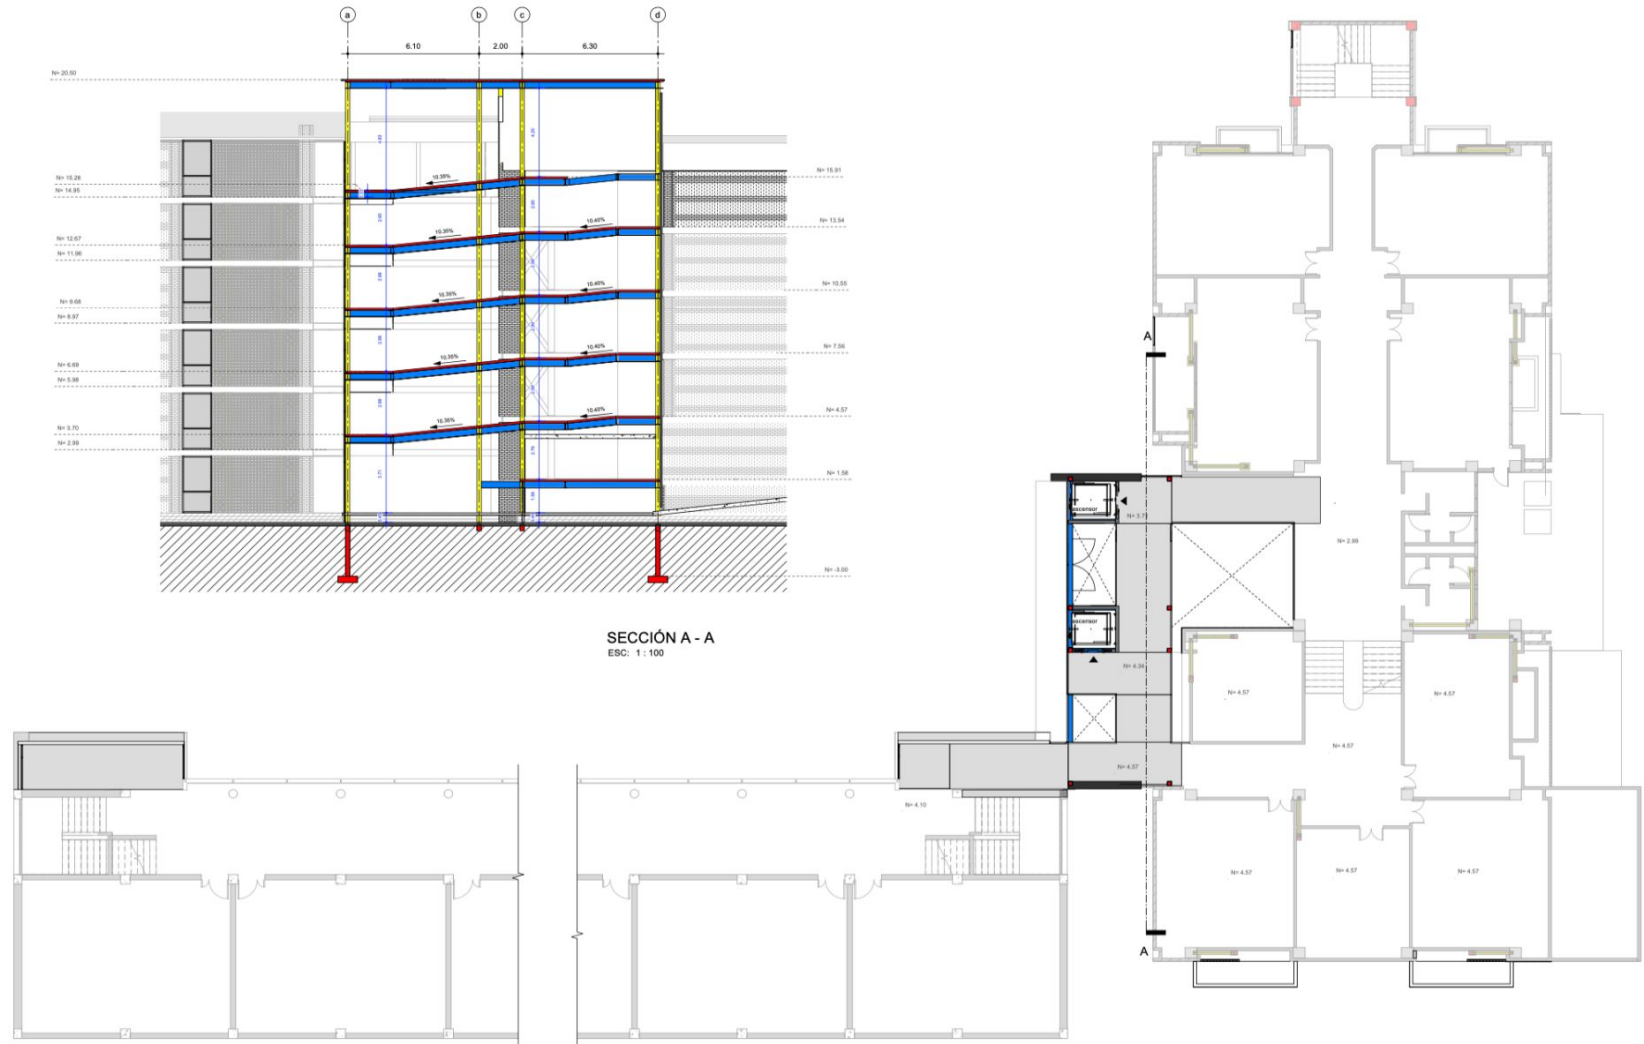 a b c d
6.10 2.00 6.30
N= 20.50
N= 15.28
N= 14.95
N= 12.67
N= 11.96
N= 9.68
N= 8.97
N= 6.69
N= 5.98
N= 3.70
N= 2.99
10.35%
10.35% 10.40%
10.35% 10.40%
10.35% 10.40%
10.35% 10.40%
N= 15.91
N= 13.54
N= 10.55
N= 7.56
N= 4.57
N= 1.58
N= -3.00
SECCIÓN A - A
ESC: 1 : 100
A
ascensor
N= 2.99
ascensor
N= 4.34
N= 4.57
N= 4.57
N= 4.57
N= 4.57
N= 4.10
N= 4.57
N= 4.57
N= 4.57
A